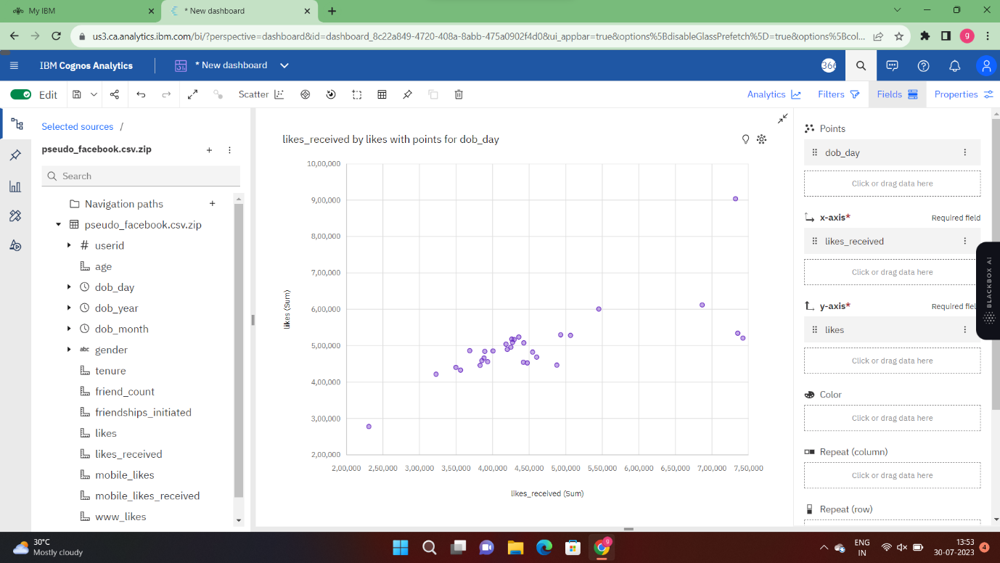 My IBM
* New dashboard
us3.ca.analytics.ibm.com/bi/?perspective=dashboard&id=dashboard_8c22a849-4720-408a-8abb-475a0902f4d0&ui_appbar=true&options%5BdisableGlassPrefetch%5D=true&options%5Bcol...
g
IBM Cognos Analytics
* New dashboard
366
Edit
Scatter
Analytics
Filters
Fields
Properties
Selected sources /
pseudo_facebook.csv.zip
Search
Navigation paths
pseudo_facebook.csv.zip
# userid
age
dob_day
dob_year
dob_month
abc gender
tenure
friend_count
friendships_initiated
likes
likes_received
mobile_likes
mobile_likes_received
www_likes
likes_received by likes with points for dob_day
10,00,000
9,00,000
8,00,000
7,00,000
6,00,000
5,00,000
4,00,000
3,00,000
2,00,000
likes (Sum)
2,00,000 2,50,000 3,00,000 3,50,000 4,00,000 4,50,000 5,00,000 5,50,000 6,00,000 6,50,000 7,00,000 7,50,000
likes_received (Sum)
Points
dob_day
Click or drag data here
x-axis* Required field
likes_received
Click or drag data here
y-axis* Required fiel
likes
Click or drag data here
Color
Click or drag data here
Repeat (column)
Click or drag data here
Repeat (row)
BLACKBOX AI
30°C
Mostly cloudy
9
ENG
IN
13:53
30-07-2023
4